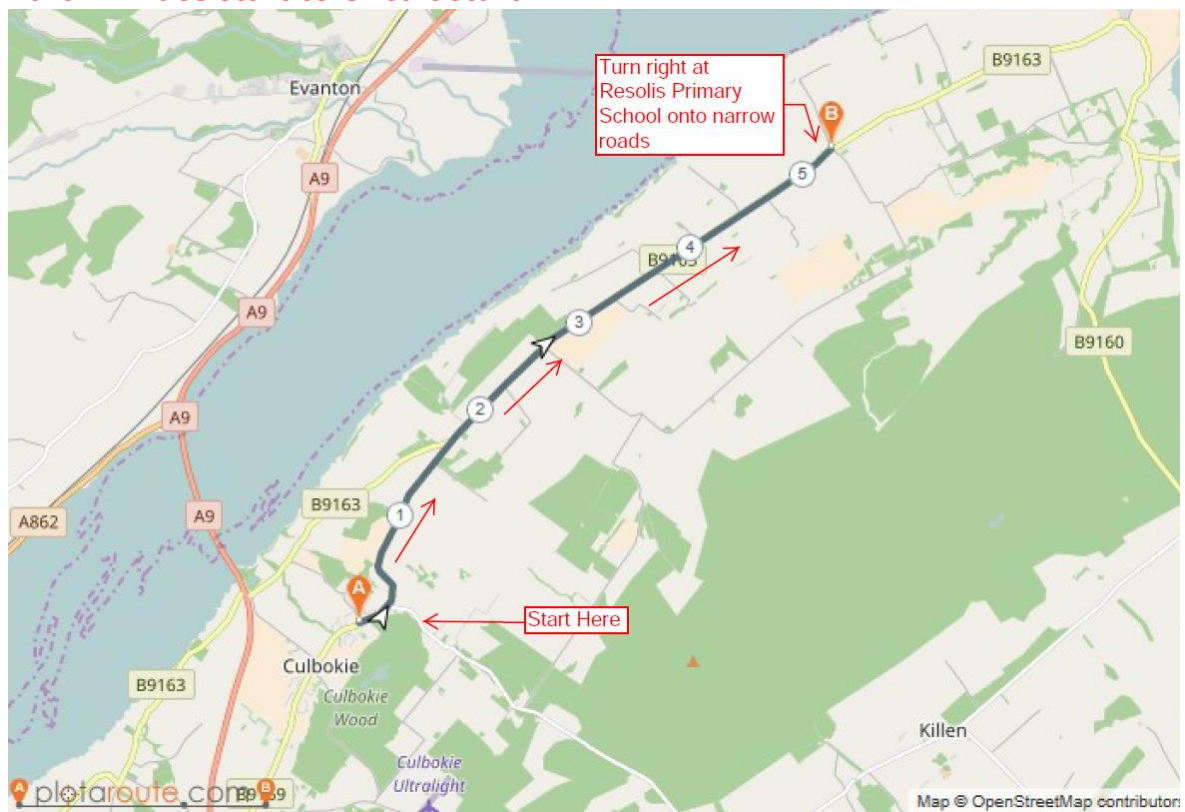 Evanton
B9163
Turn right at
Resolis Primary
School onto narrow
roads
B
A9
5
4
B9163
A9
3
B9160
A9
2
B9163
A862
A9
1
A
Start Here
Culbokie
B9163
Culbokie
Wood
Killen
Culbokie
Ultralight
A
plotaroute.com
B
Map © OpenStreetMap contributors